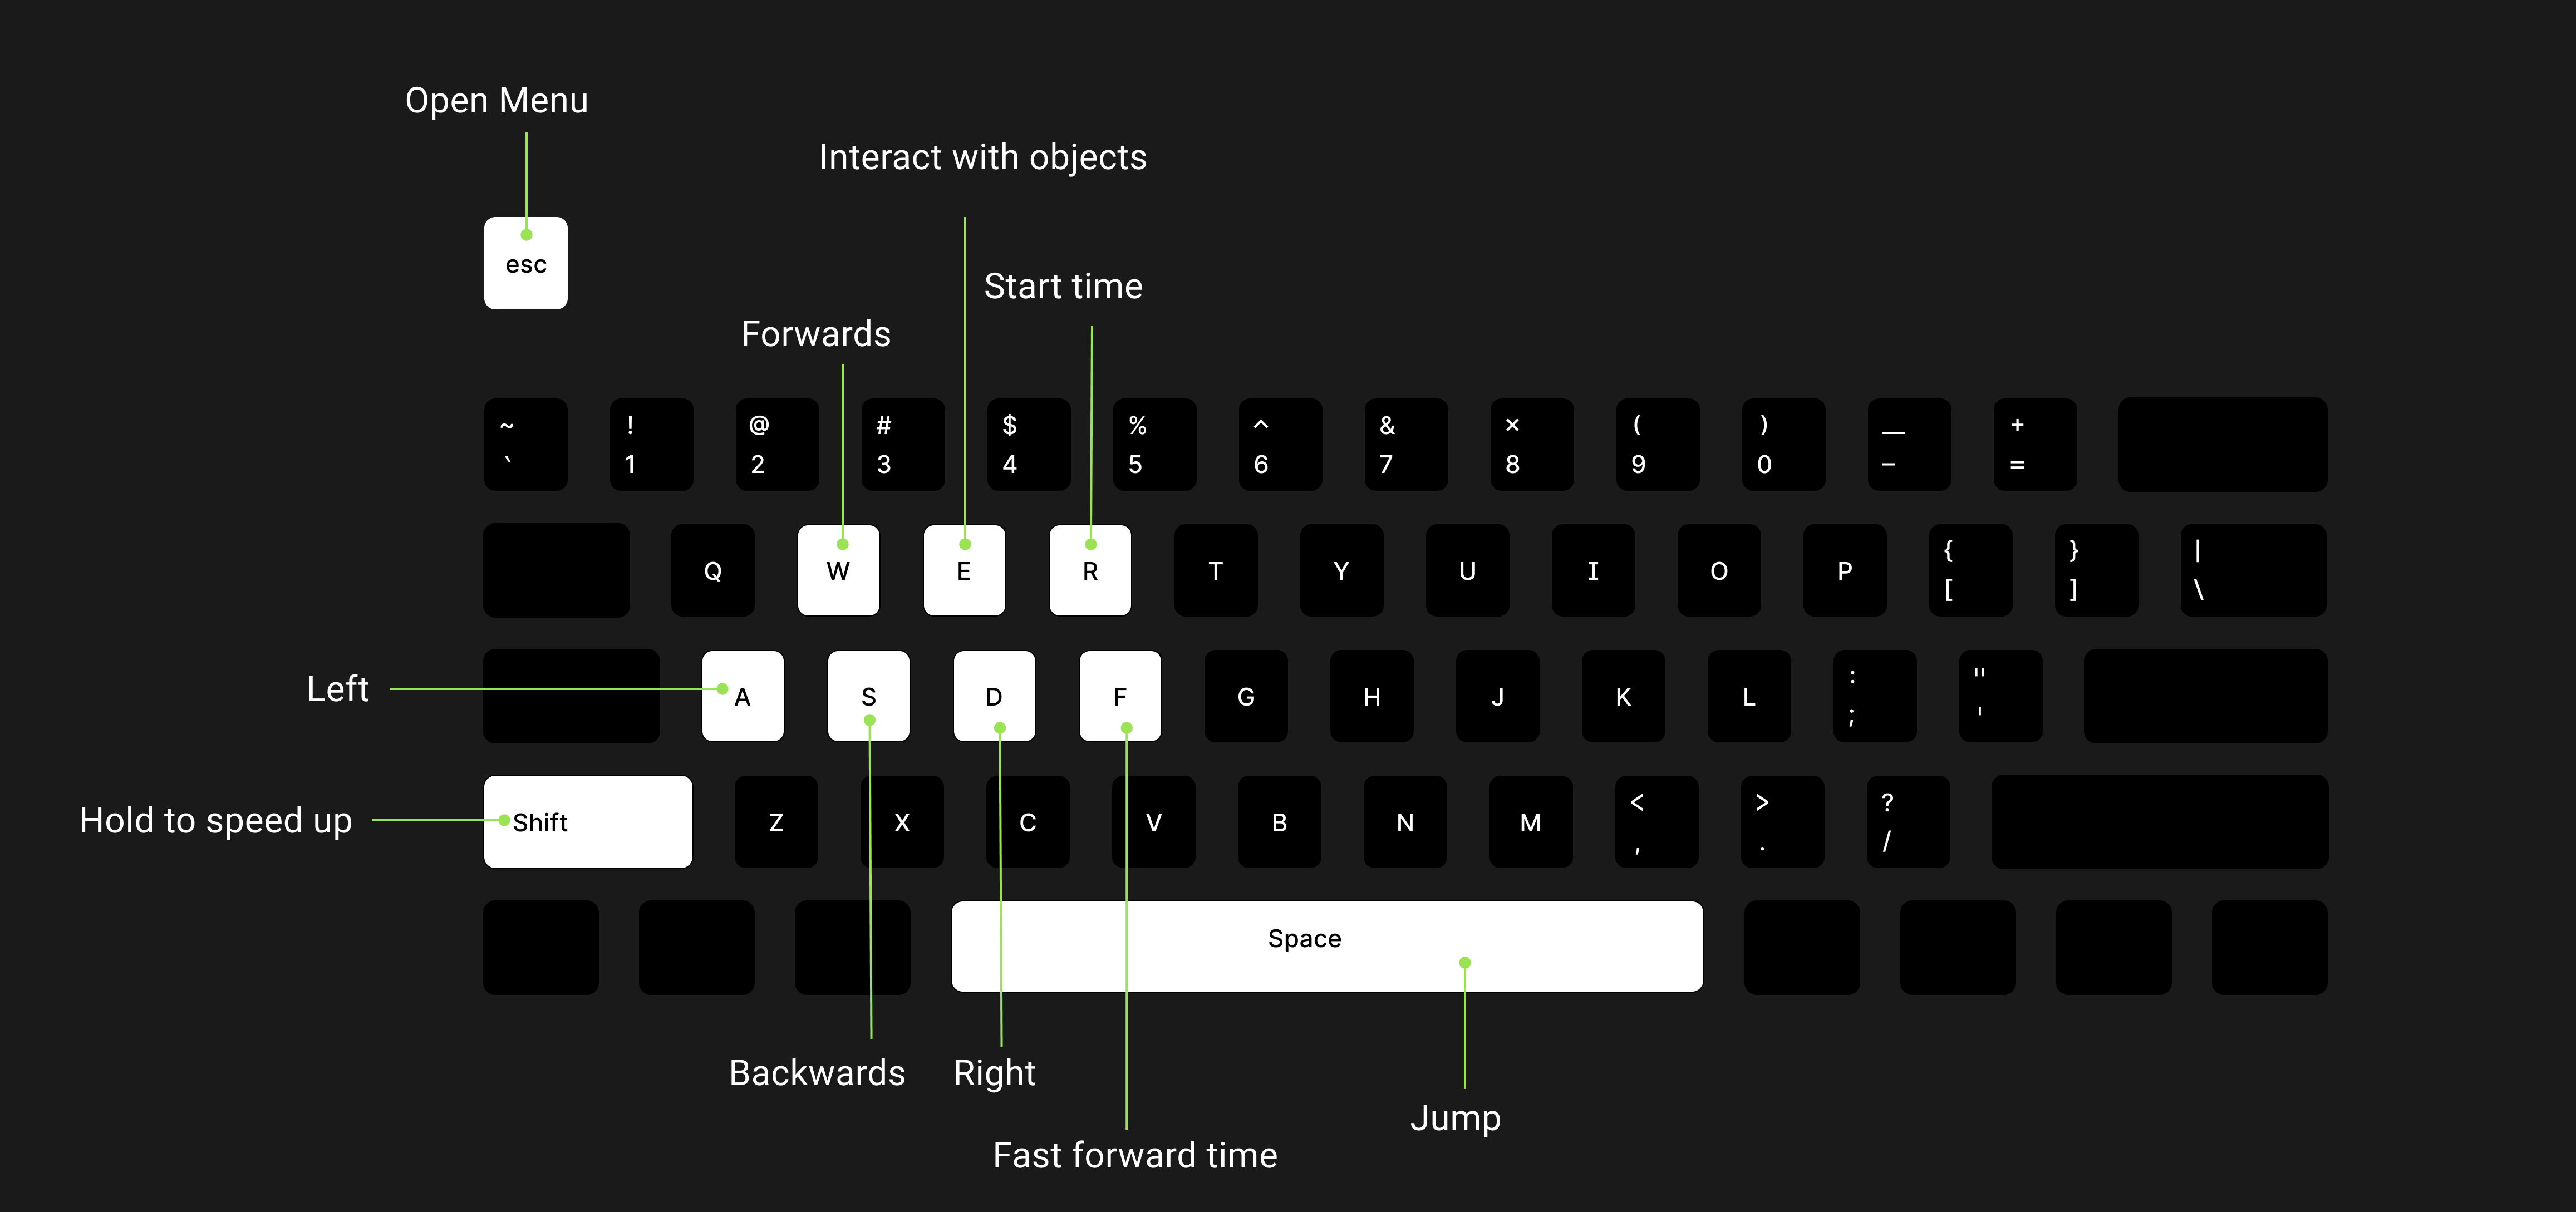 Open Menu
Interact with objects
esc
Start time
Forwards
~ ! @ # $ % ^ & × ( ) — +
` 1 2 3 4 5 6 7 8 9 0 – =
Q W E R T Y U I O P { } |
[ ] \
Left A S D F G H J K L : "
; '
Hold to speed up Shift Z X C V B N M < > ?
, . /
Space
Backwards Right
Jump
Fast forward time